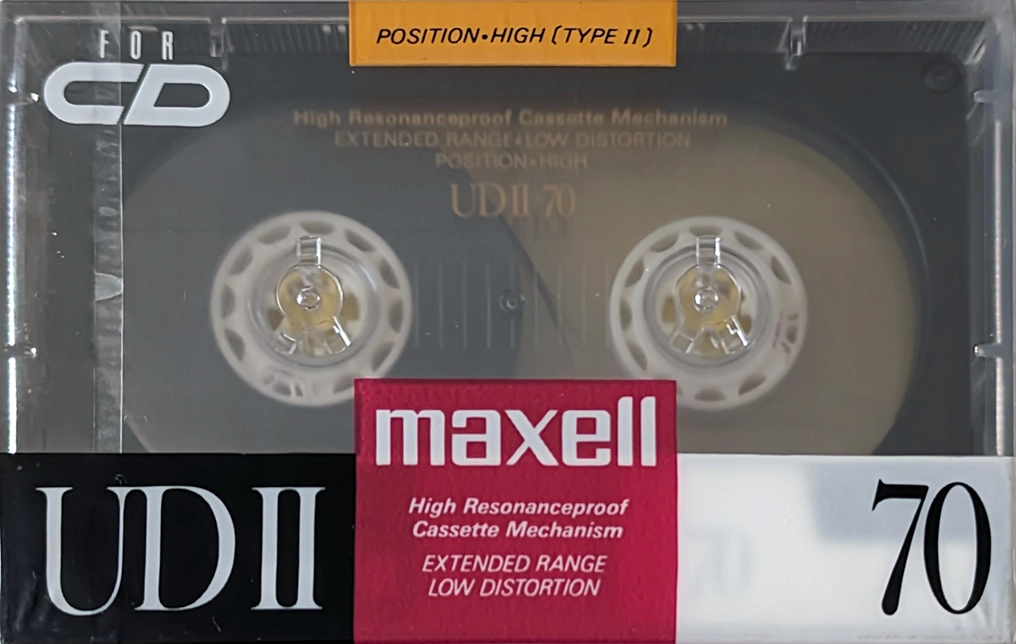 POSITION•HIGH (TYPE II)
FOR
CD
High Resonanceproof Cassette Mechanism
EXTENDED RANGE•LOW DISTORTION
POSITION•HIGH
UDII 70
maxell
High Resonanceproof
Cassette Mechanism
EXTENDED RANGE
LOW DISTORTION
UDII
70